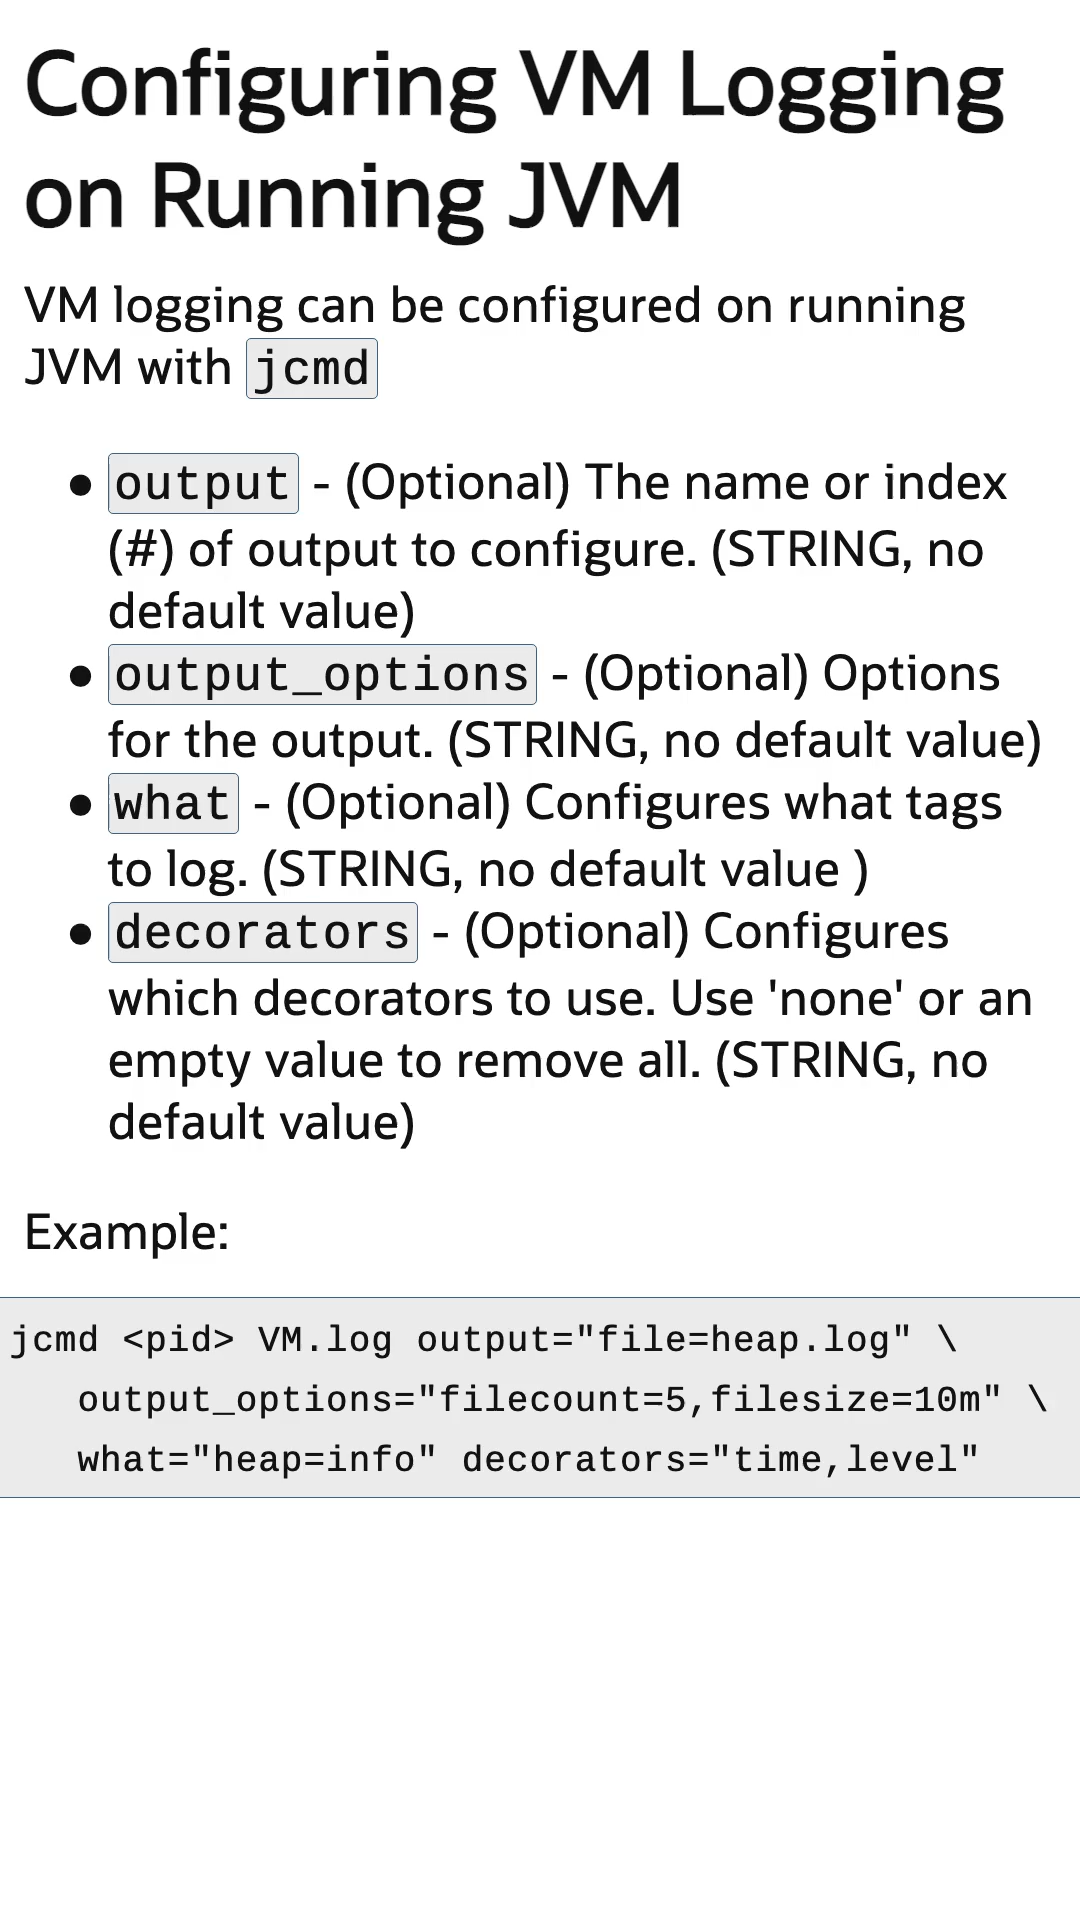 Configuring VM Logging
on Running JVM
VM logging can be configured on running
JVM with jcmd
● output - (Optional) The name or index
(#) of output to configure. (STRING, no
default value)
● output_options - (Optional) Options
for the output. (STRING, no default value)
● what - (Optional) Configures what tags
to log. (STRING, no default value )
● decorators - (Optional) Configures
which decorators to use. Use 'none' or an
empty value to remove all. (STRING, no
default value)
Example:
jcmd <pid> VM.log output="file=heap.log" \
output_options="filecount=5,filesize=10m" \
what="heap=info" decorators="time,level"